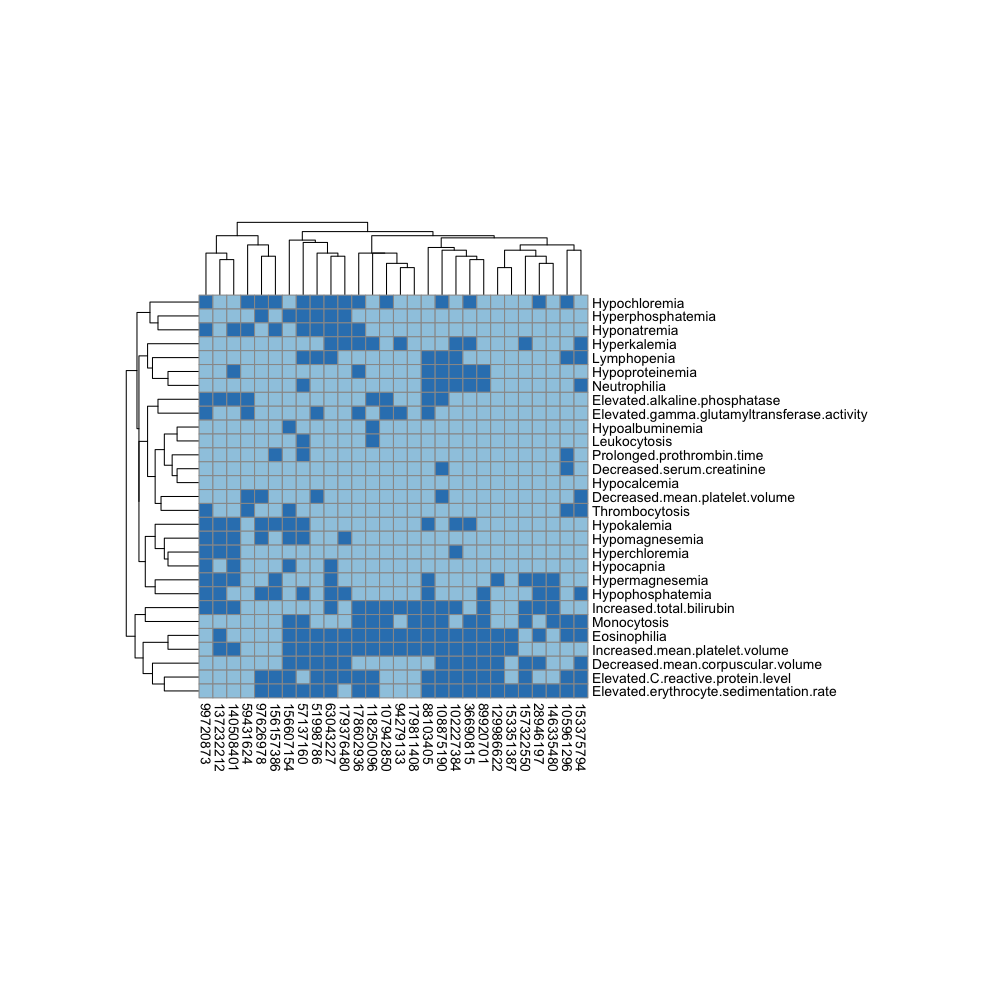 Hypochloremia
Hyperphosphatemia
Hyponatremia
Hyperkalemia
Lymphopenia
Hypoproteinemia
Neutrophilia
Elevated.alkaline.phosphatase
Elevated.gamma.glutamyltransferase.activity
Hypoalbuminemia
Leukocytosis
Prolonged.prothrombin.time
Decreased.serum.creatinine
Hypocalcemia
Decreased.mean.platelet.volume
Thrombocytosis
Hypokalemia
Hypomagnesemia
Hyperchloremia
Hypocapnia
Hypermagnesemia
Hypophosphatemia
Increased.total.bilirubin
Monocytosis
Eosinophilia
Increased.mean.platelet.volume
Decreased.mean.corpuscular.volume
Elevated.C.reactive.protein.level
Elevated.erythrocyte.sedimentation.rate
99720873
137232212
140508401
59431624
97626978
156157386
156607154
57137160
51998786
63043227
179376480
178602936
118250096
107942850
94279133
179811408
88103405
108875190
102227384
36690815
89920701
129986622
153351387
157322550
28946197
146335480
105961296
153375794